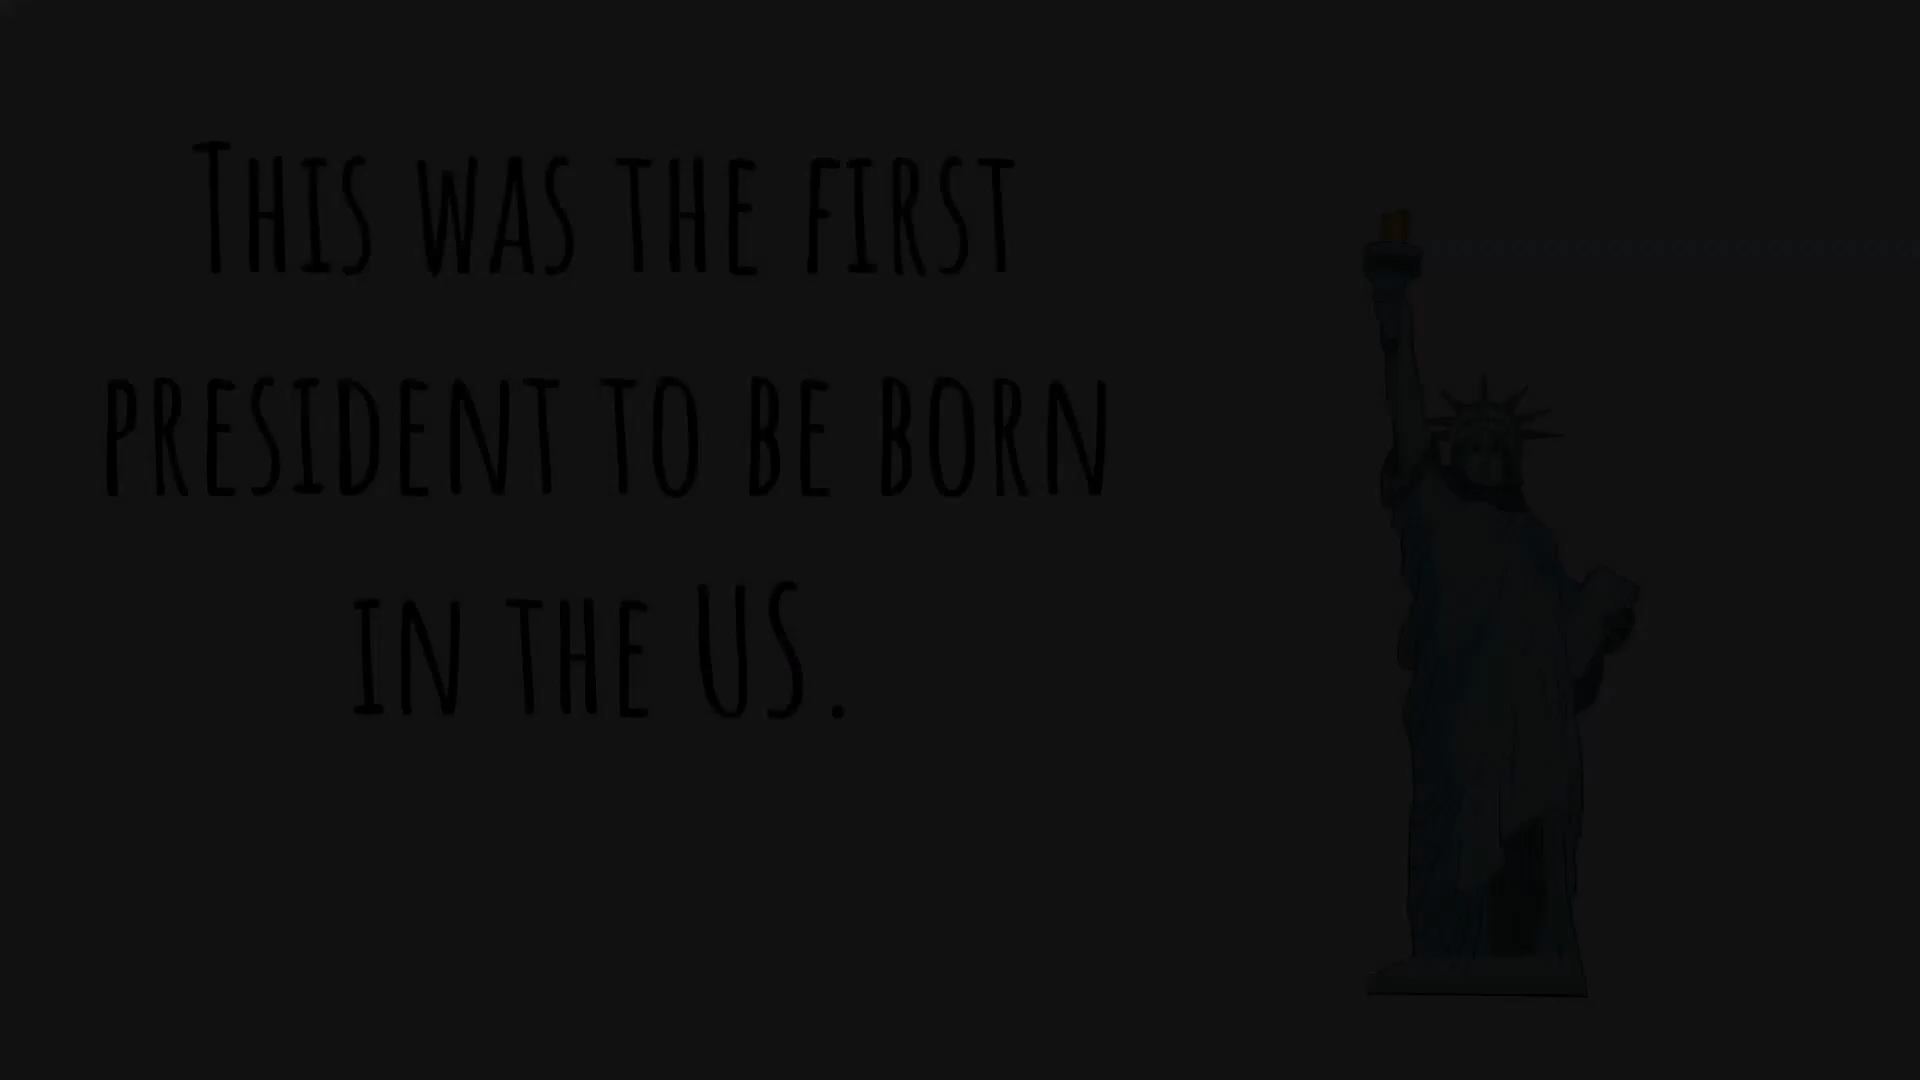 This was the first
president to be born
in the US.